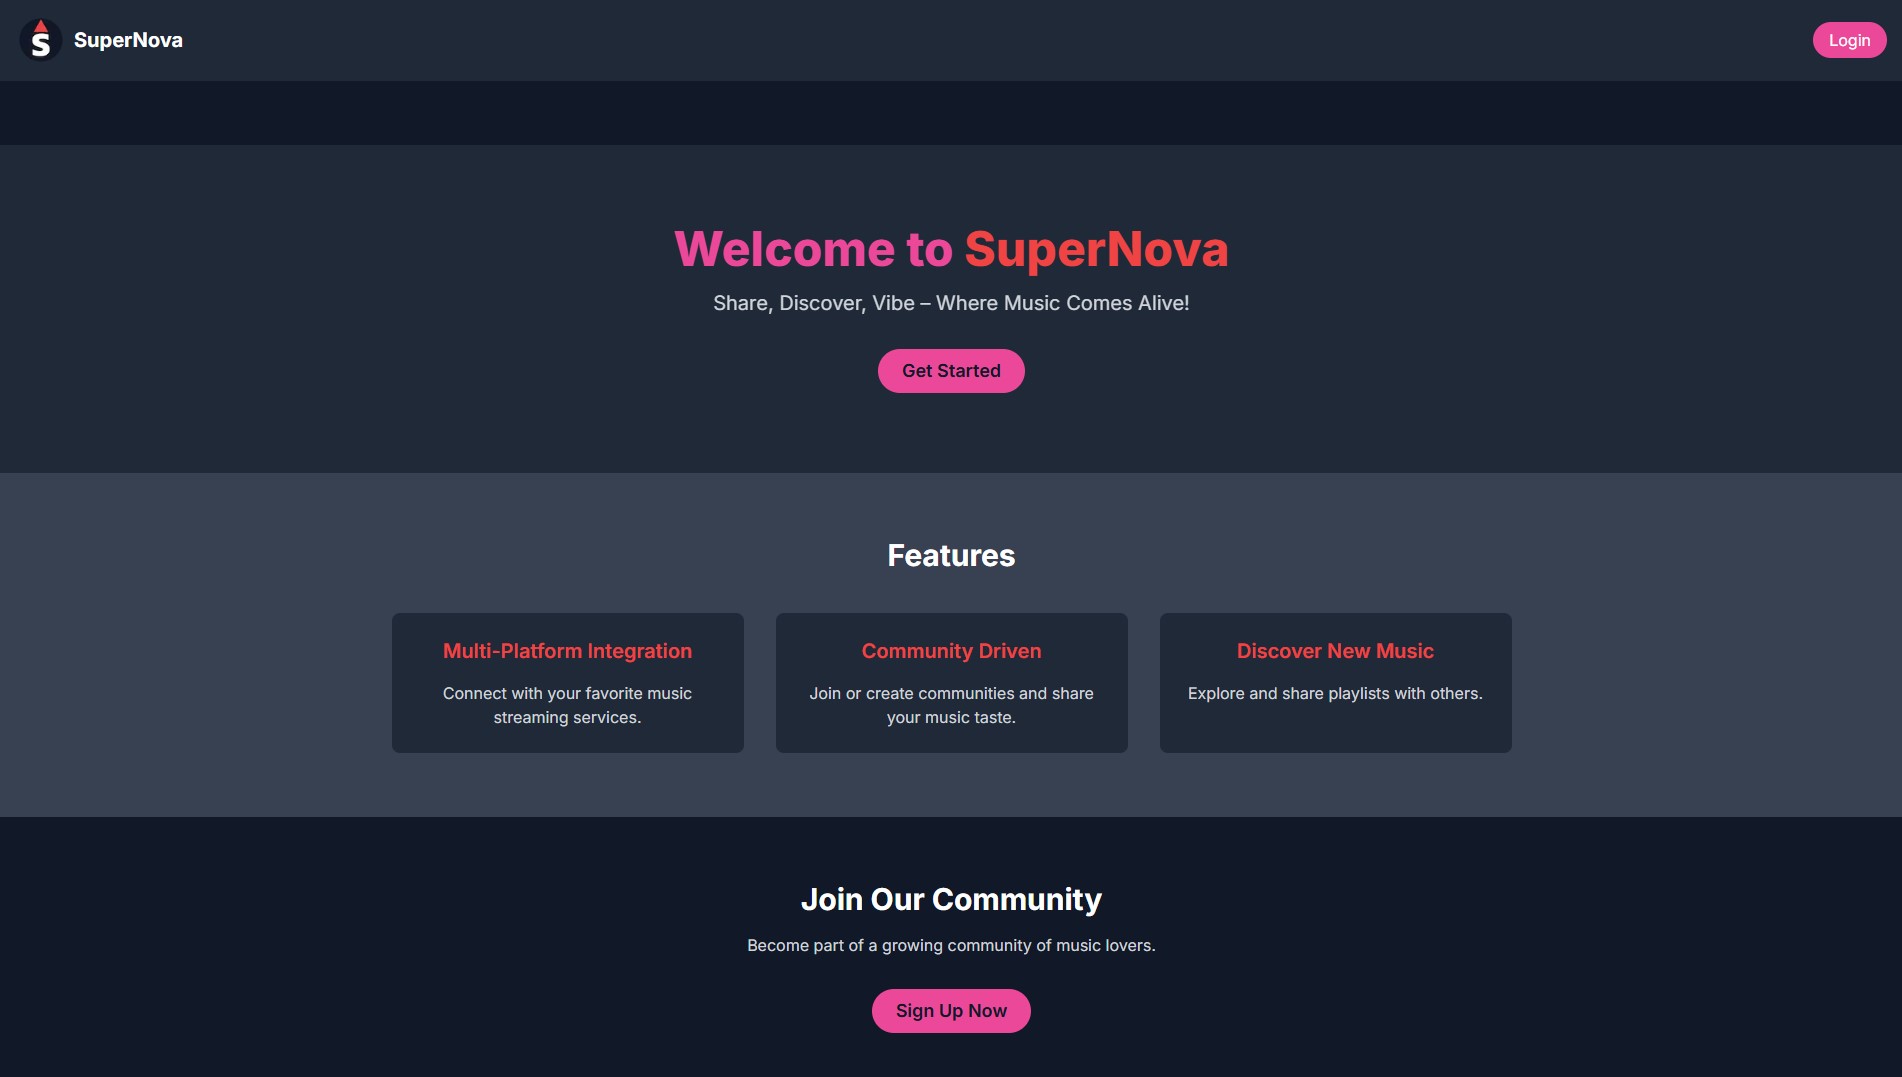 S
SuperNova
Login
Welcome to SuperNova
Share, Discover, Vibe – Where Music Comes Alive!
Get Started
Features
Multi-Platform Integration
Connect with your favorite music
streaming services.
Community Driven
Join or create communities and share
your music taste.
Discover New Music
Explore and share playlists with others.
Join Our Community
Become part of a growing community of music lovers.
Sign Up Now